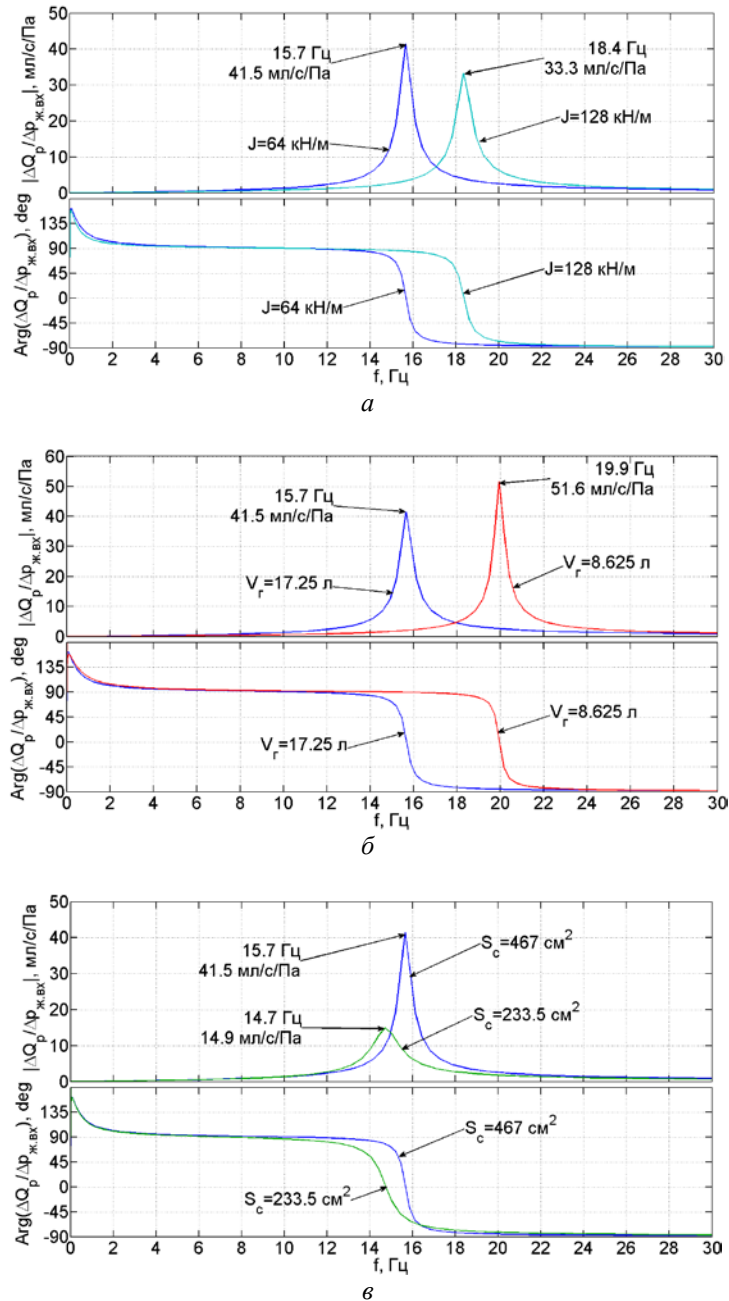 |ΔQp/Δpж.вх|, мл/с/Па
50
40
30
20
10
0
15.7 Гц
41.5 мл/с/Па
18.4 Гц
33.3 мл/с/Па
J=64 кН/м
J=128 кН/м
Arg(ΔQp/Δpж.вх), deg
135
90
45
0
-45
-90
J=128 кН/м
J=64 кН/м
0 2 4 6 8 10 12 14 16 18 20 22 24 26 28 30
f, Гц
а
|ΔQp/Δpж.вх|, мл/с/Па
60
50
40
30
20
10
0
19.9 Гц
51.6 мл/с/Па
15.7 Гц
41.5 мл/с/Па
Vг=17.25 л
Vг=8.625 л
Arg(ΔQp/Δpж.вх), deg
135
90
45
0
-45
-90
Vг=8.625 л
Vг=17.25 л
0 2 4 6 8 10 12 14 16 18 20 22 24 26 28 30
f, Гц
б
|ΔQp/Δpж.вх|, мл/с/Па
50
40
30
20
10
0
15.7 Гц
41.5 мл/с/Па
Sc=467 см²
14.7 Гц
14.9 мл/с/Па
Sc=233.5 см²
Arg(ΔQp/Δpж.вх), deg
135
90
45
0
-45
-90
Sc=467 см²
Sc=233.5 см²
0 2 4 6 8 10 12 14 16 18 20 22 24 26 28 30
f, Гц
в